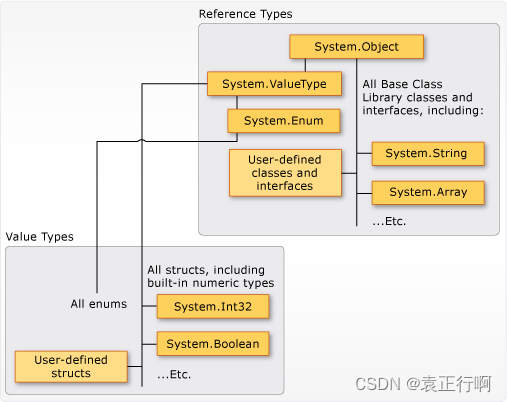 Reference Types
System.Object
System.ValueType
System.Enum
All Base Class
Library classes and
interfaces, including:
User-defined
classes and
interfaces
System.String
System.Array
...Etc.
Value Types
All enums
All structs, including
built-in numeric types
System.Int32
System.Boolean
User-defined
structs
...Etc.
CSDN @袁正行啊